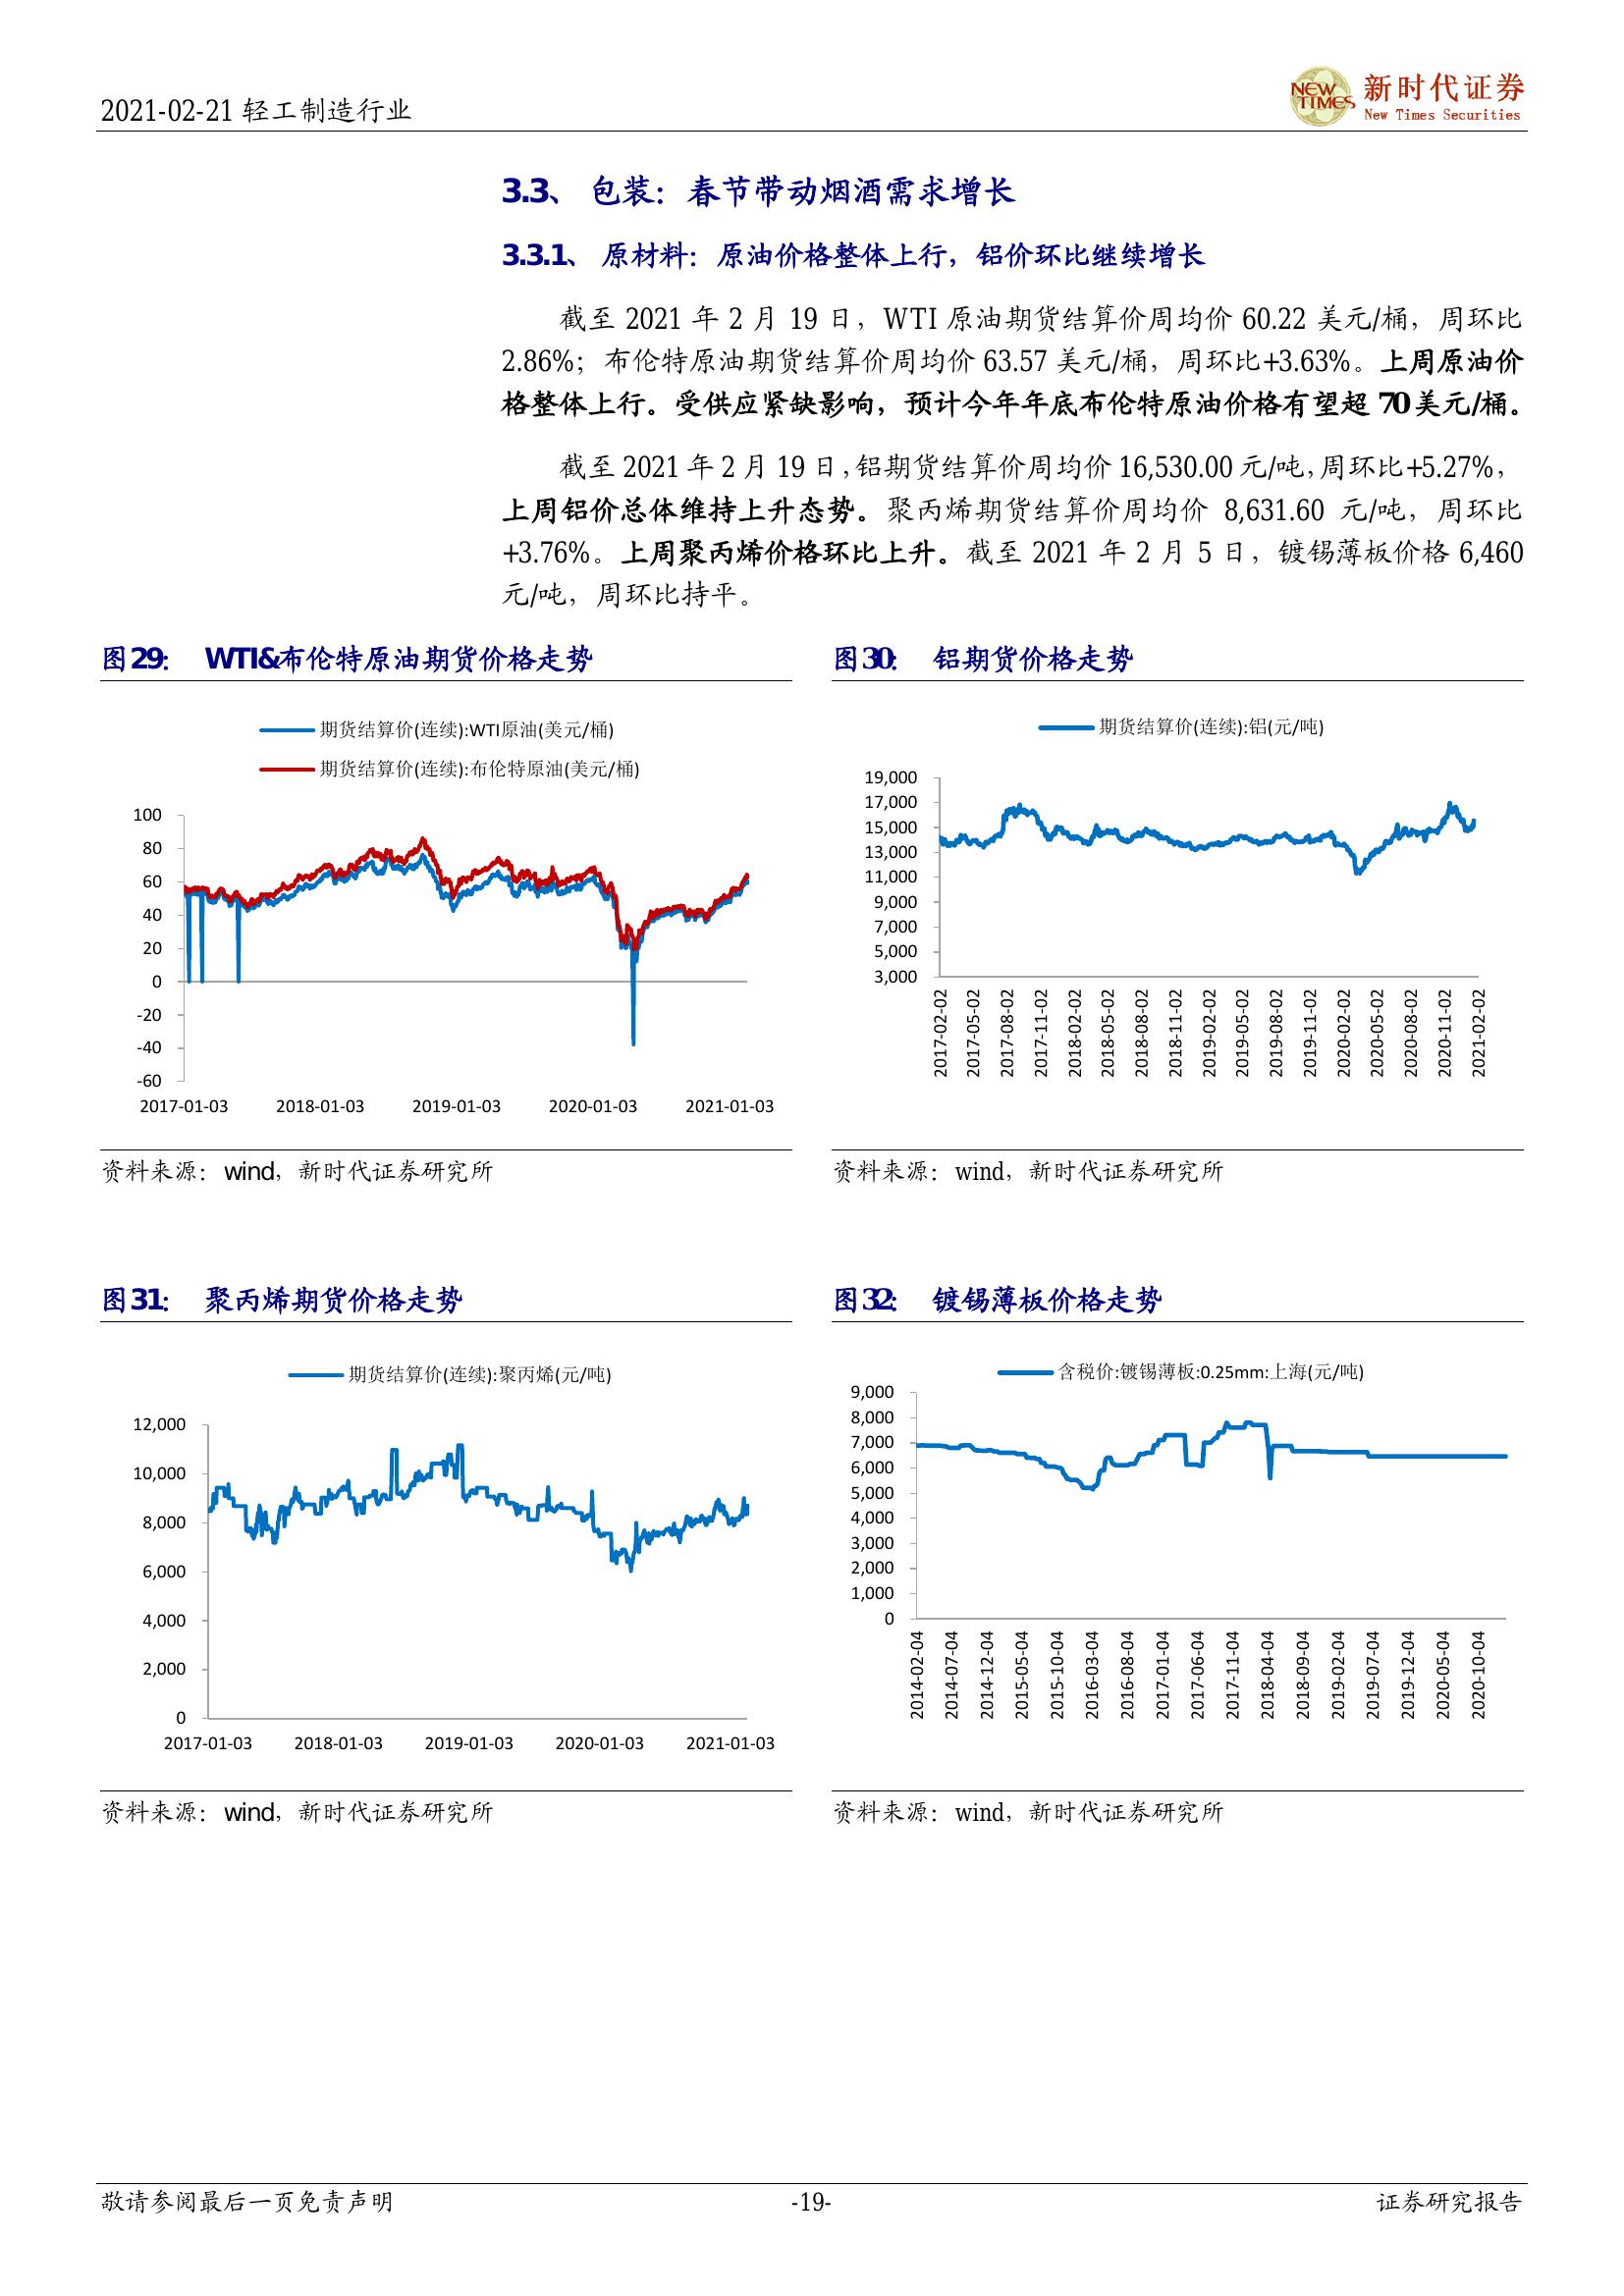 2021-02-21 轻工制造行业
NEW TIMES 新时代证券
New Times Securities
3.3、 包装：春节带动烟酒需求增长
3.3.1、 原材料：原油价格整体上行，铝价环比继续增长
截至 2021 年 2 月 19 日，WTI 原油期货结算价周均价 60.22 美元/桶，周环比
2.86%；布伦特原油期货结算价周均价 63.57 美元/桶，周环比+3.63%。上周原油价
格整体上行。受供应紧缺影响，预计今年年底布伦特原油价格有望超 70 美元/桶。
截至 2021 年 2 月 19 日，铝期货结算价周均价 16,530.00 元/吨，周环比+5.27%，
上周铝价总体维持上升态势。聚丙烯期货结算价周均价 8,631.60 元/吨，周环比
+3.76%。上周聚丙烯价格环比上升。截至 2021 年 2 月 5 日，镀锡薄板价格 6,460
元/吨，周环比持平。
图29： WTI&布伦特原油期货价格走势
期货结算价(连续):WTI原油(美元/桶)
期货结算价(连续):布伦特原油(美元/桶)
100
80
60
40
20
0
-20
-40
-60
2017-01-03 2018-01-03 2019-01-03 2020-01-03 2021-01-03
资料来源：wind，新时代证券研究所
图30： 铝期货价格走势
期货结算价(连续):铝(元/吨)
19,000
17,000
15,000
13,000
11,000
9,000
7,000
5,000
3,000
2017-02-02
2017-05-02
2017-08-02
2017-11-02
2018-02-02
2018-05-02
2018-08-02
2018-11-02
2019-02-02
2019-05-02
2019-08-02
2019-11-02
2020-02-02
2020-05-02
2020-08-02
2020-11-02
2021-02-02
资料来源：wind，新时代证券研究所
图31： 聚丙烯期货价格走势
期货结算价(连续):聚丙烯(元/吨)
12,000
10,000
8,000
6,000
4,000
2,000
0
2017-01-03 2018-01-03 2019-01-03 2020-01-03 2021-01-03
资料来源：wind，新时代证券研究所
图32： 镀锡薄板价格走势
含税价:镀锡薄板:0.25mm:上海(元/吨)
9,000
8,000
7,000
6,000
5,000
4,000
3,000
2,000
1,000
0
2014-02-04
2014-07-04
2014-12-04
2015-05-04
2015-10-04
2016-03-04
2016-08-04
2017-01-04
2017-06-04
2017-11-04
2018-04-04
2018-09-04
2019-02-04
2019-07-04
2019-12-04
2020-05-04
2020-10-04
资料来源：wind，新时代证券研究所
敬请参阅最后一页免责声明 -19- 证券研究报告